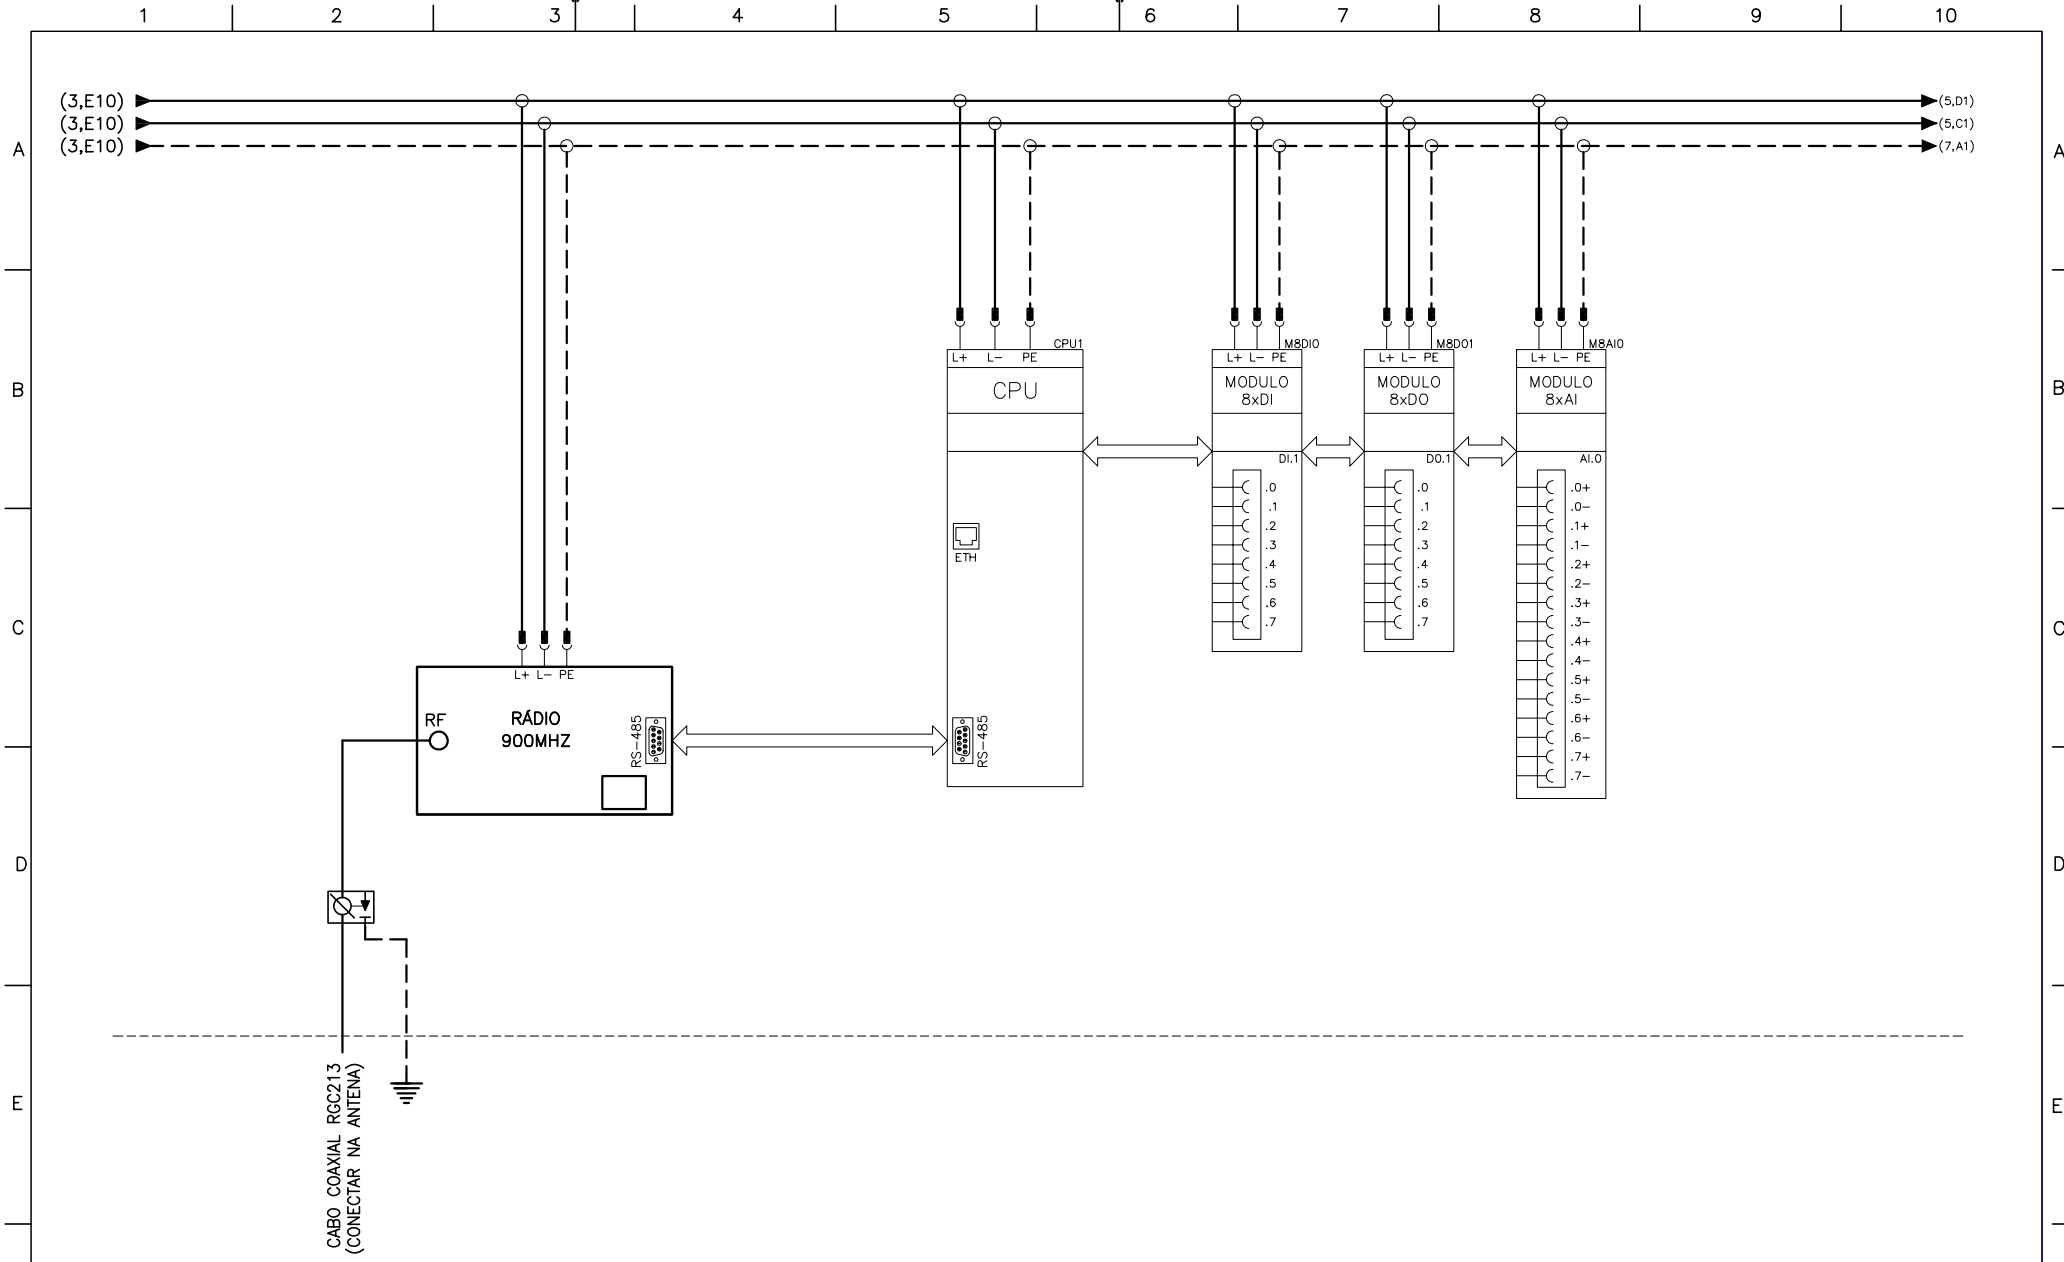 1 2 3 4 5 6 7 8 9 10
(3,E10) (5,D1)
(3,E10) (5,C1)
(3,E10) (7,A1)
A A
CPU1 M8DI0 M8DO1 M8AI0
L+ L- PE L+ L- PE L+ L- PE L+ L- PE
B CPU MODULO MODULO MODULO B
8xDI 8xDO 8xAI
DI.1 DO.1 AI.0
.0 .0 .0+
.1 .1 .0-
.2 .2 .1+
.3 .3 .1-
ETH
.4 .4 .2+
.5 .5 .2-
.6 .6 .3+
.7 .7 .3-
C C
.4+
.4-
L+ L- PE
.5+
.5-
RF RÁDIO
900MHZ
RS-485 RS-485
.6+
.6-
.7+
.7-
D D
E E
CABO COAXIAL RGC213
(CONECTAR NA ANTENA)